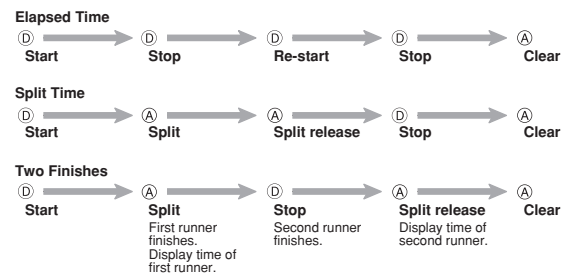 Elapsed Time
Ⓓ Ⓓ Ⓓ Ⓓ Ⓐ
Start Stop Re-start Stop Clear
Split Time
Ⓓ Ⓐ Ⓐ Ⓓ Ⓐ
Start Split Split release Stop Clear
Two Finishes
Ⓓ Ⓐ Ⓓ Ⓐ Ⓐ
Start Split Stop Split release Clear
First runner
finishes.
Display time of
first runner.
Second runner
finishes.
Display time of
second runner.